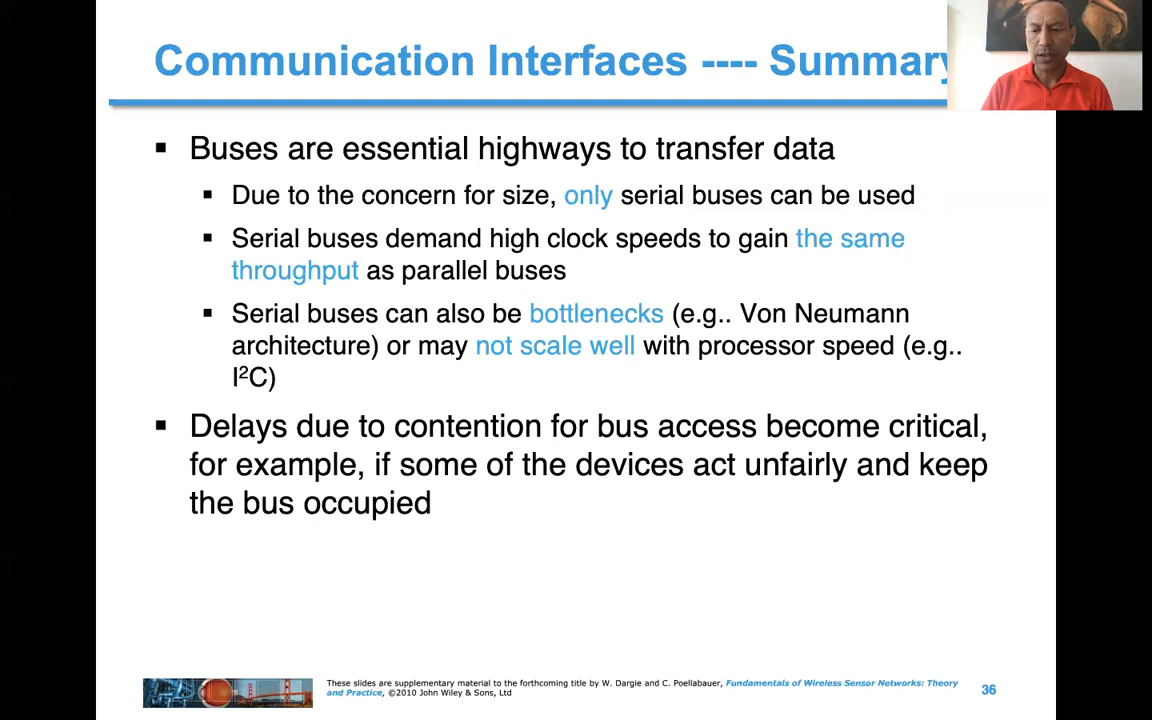 Communication Interfaces ---- Summary
▪ Buses are essential highways to transfer data
▪ Due to the concern for size, only serial buses can be used
▪ Serial buses demand high clock speeds to gain the same
throughput as parallel buses
▪ Serial buses can also be bottlenecks (e.g.. Von Neumann
architecture) or may not scale well with processor speed (e.g..
I²C)
▪ Delays due to contention for bus access become critical,
for example, if some of the devices act unfairly and keep
the bus occupied
These slides are supplementary material to the forthcoming title by W. Dargie and C. Poellabauer, Fundamentals of Wireless Sensor Networks: Theory
and Practice, ©2010 John Wiley & Sons, Ltd
36